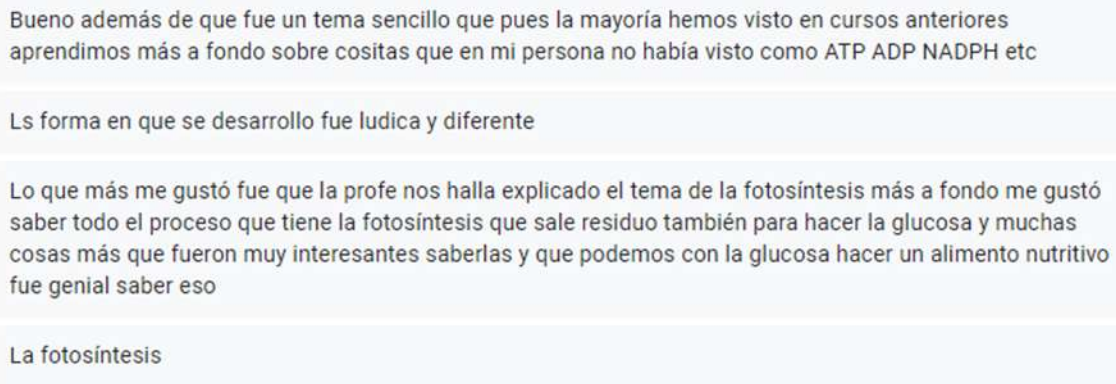 Bueno además de que fue un tema sencillo que pues la mayoría hemos visto en cursos anteriores
aprendimos más a fondo sobre cositas que en mi persona no había visto como ATP ADP NADPH etc
Ls forma en que se desarrollo fue ludica y diferente
Lo que más me gustó fue que la profe nos halla explicado el tema de la fotosíntesis más a fondo me gustó
saber todo el proceso que tiene la fotosíntesis que sale residuo también para hacer la glucosa y muchas
cosas más que fueron muy interesantes saberlas y que podemos con la glucosa hacer un alimento nutritivo
fue genial saber eso
La fotosíntesis